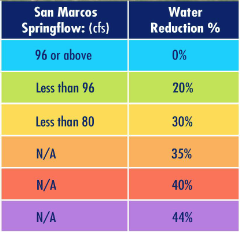 San Marcos Water
Springflow: (cfs) Reduction %
96 or above 0%
Less than 96 20%
Less than 80 30%
N/A 35%
N/A 40%
N/A 44%